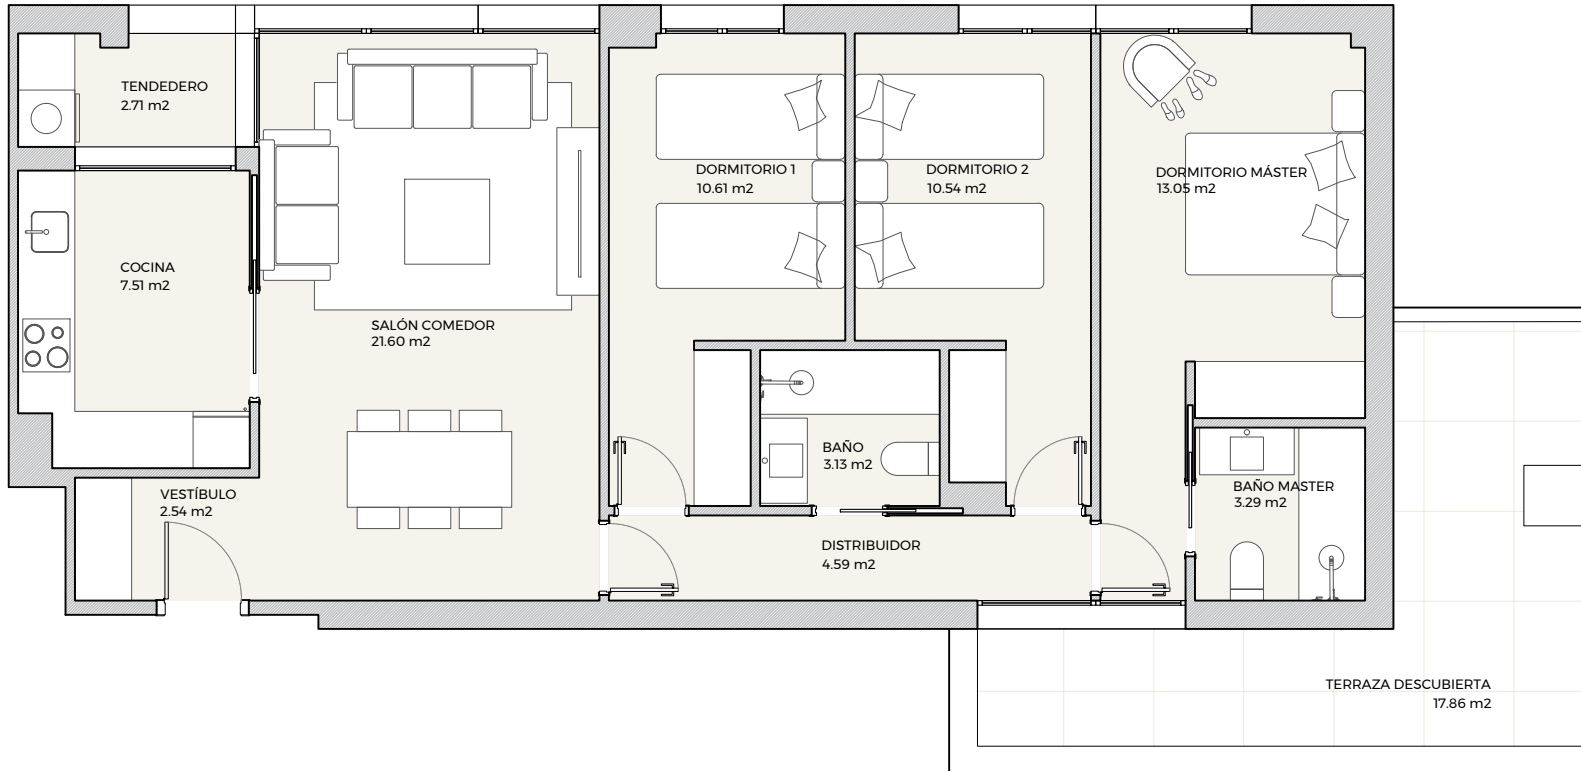 TENDEDERO
2.71 m2
DORMITORIO 1
10.61 m2
DORMITORIO 2
10.54 m2
DORMITORIO MÁSTER
13.05 m2
COCINA
7.51 m2
SALÓN COMEDOR
21.60 m2
BAÑO
3.13 m2
VESTÍBULO
2.54 m2
BAÑO MASTER
3.29 m2
DISTRIBUIDOR
4.59 m2
TERRAZA DESCUBIERTA
17.86 m2